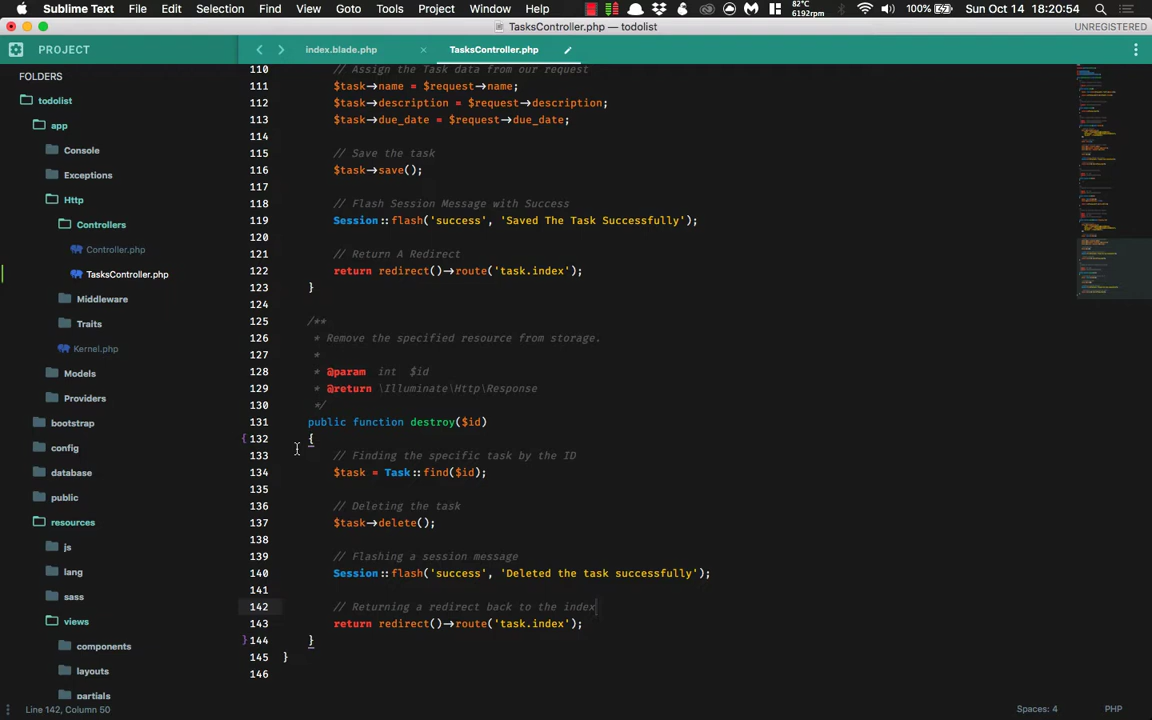 Sublime Text File Edit Selection Find View Goto Tools Project Window Help 82°C 6192rpm 100% Sun Oct 14 18:20:54
TasksController.php — todolist UNREGISTERED
PROJECT index.blade.php × TasksController.php
FOLDERS
todolist
app
Console
Exceptions
Http
Controllers
Controller.php
TasksController.php
Middleware
Traits
Kernel.php
Models
Providers
bootstrap
config
database
public
resources
js
lang
sass
views
components
layouts
partials
110 // Assign the Task data from our request
111 $task->name = $request->name;
112 $task->description = $request->description;
113 $task->due_date = $request->due_date;
114
115 // Save the task
116 $task->save();
117
118 // Flash Session Message with Success
119 Session::flash('success', 'Saved The Task Successfully');
120
121 // Return A Redirect
122 return redirect()->route('task.index');
123 }
124
125 /**
126 * Remove the specified resource from storage.
127 *
128 * @param int $id
129 * @return \Illuminate\Http\Response
130 */
131 public function destroy($id)
{ 132 {
133 // Finding the specific task by the ID
134 $task = Task::find($id);
135
136 // Deleting the task
137 $task->delete();
138
139 // Flashing a session message
140 Session::flash('success', 'Deleted the task successfully');
141
142 // Returning a redirect back to the index
143 return redirect()->route('task.index');
} 144 }
145 }
146
Line 142, Column 50 Spaces: 4 PHP